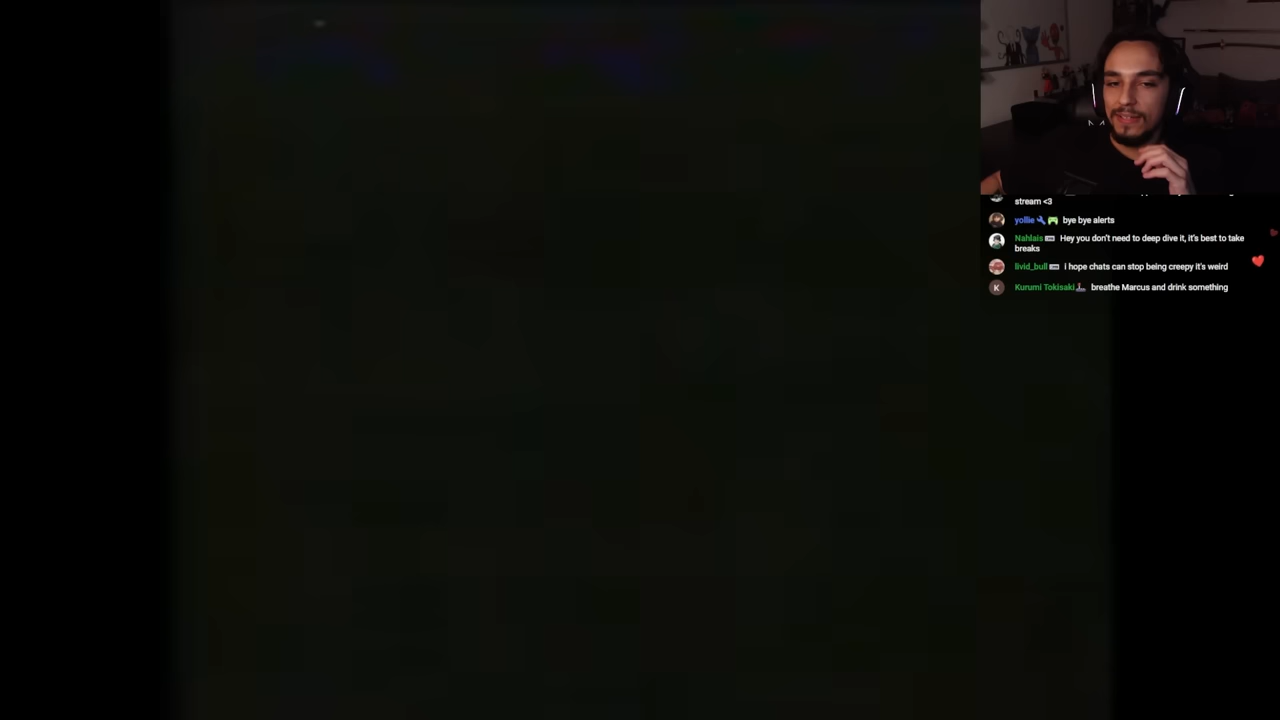 stream <3
yollie bye bye alerts
Nahlais Hey you don't need to deep dive it, it's best to take
breaks
livid_bull i hope chats can stop being creepy it's weird
K Kurumi Tokisaki breathe Marcus and drink something